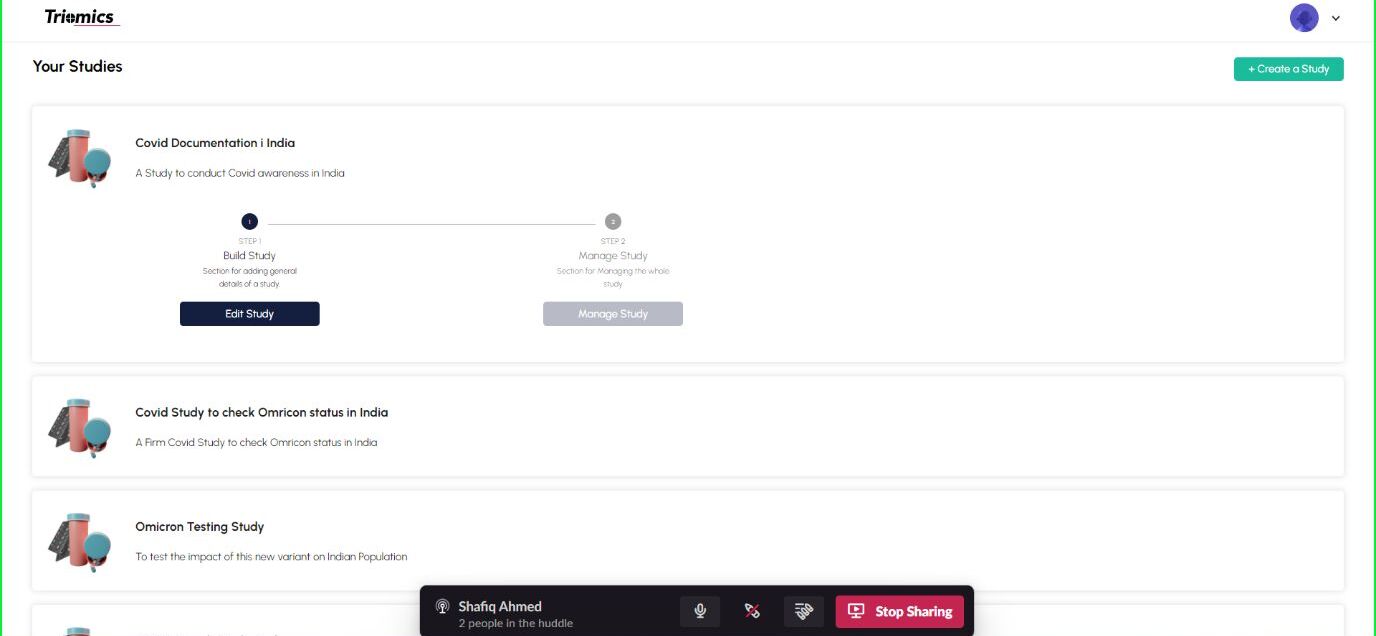 Triomics
Your Studies
+ Create a Study
Covid Documentation i India
A Study to conduct Covid awareness in India
1
2
STEP 1
STEP 2
Build Study
Manage Study
Section for adding general
details of a study.
Section for Managing the whole
study
Edit Study
Manage Study
Covid Study to check Omricon status in India
A Firm Covid Study to check Omricon status in India
Omicron Testing Study
To test the impact of this new variant on Indian Population
Shafiq Ahmed
2 people in the huddle
Stop Sharing